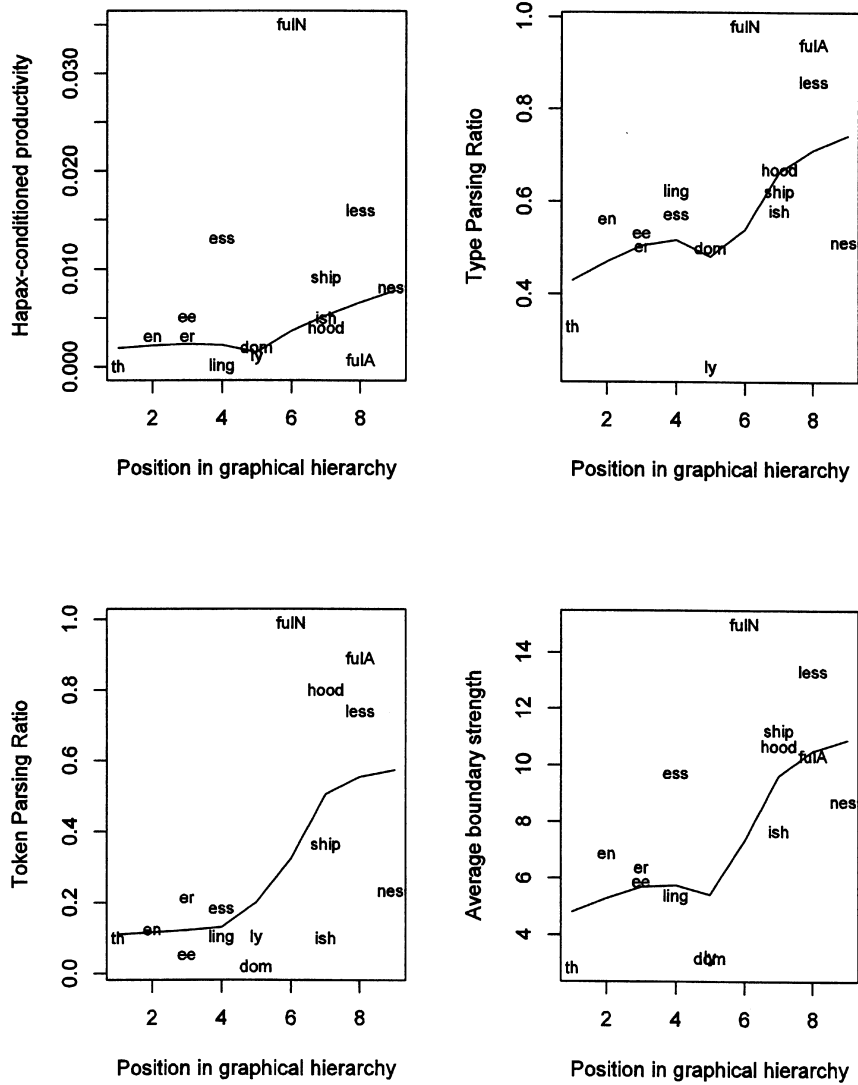 Hapax-conditioned productivity
0.000 0.010 0.020 0.030
fulN
less
ess
ship
nes
ee
ish
en
er
hood
dom
ly
th
ling
fulA
2 4 6 8
Position in graphical hierarchy
Type Parsing Ratio
0.4 0.6 0.8 1.0
fulN
fulA
less
hood
ling
ship
ess
ish
en
ee
er
dom
nes
th
ly
2 4 6 8
Position in graphical hierarchy
Token Parsing Ratio
0.0 0.2 0.4 0.6 0.8 1.0
fulN
fulA
hood
less
ship
nes
er
ess
en
th
ling
ly
ish
ee
dom
2 4 6 8
Position in graphical hierarchy
Average boundary strength
4 6 8 10 12 14
fulN
less
ship
hood
fulA
ess
nes
ish
en
er
ee
ling
ly
dom
th
2 4 6 8
Position in graphical hierarchy